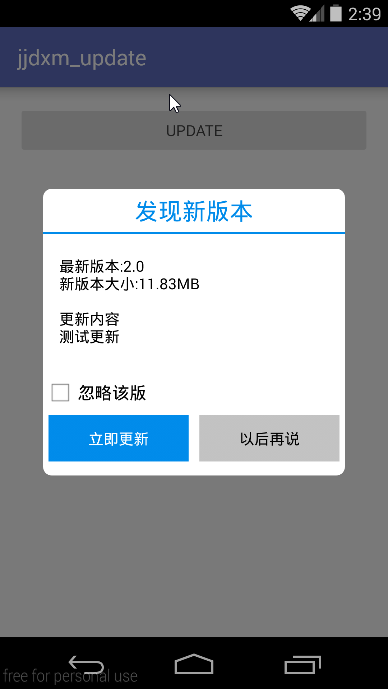 2:39
jjdxm_update
UPDATE
发现新版本
最新版本:2.0
新版本大小:11.83MB
更新内容
测试更新
忽略该版
立即更新
以后再说
free for personal use